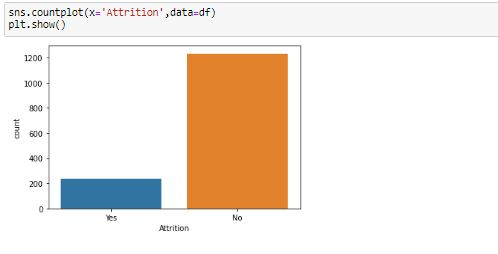 sns.countplot(x='Attrition',data=df)
plt.show()
1200
1000
800
600
400
200
0
count
Yes No
Attrition